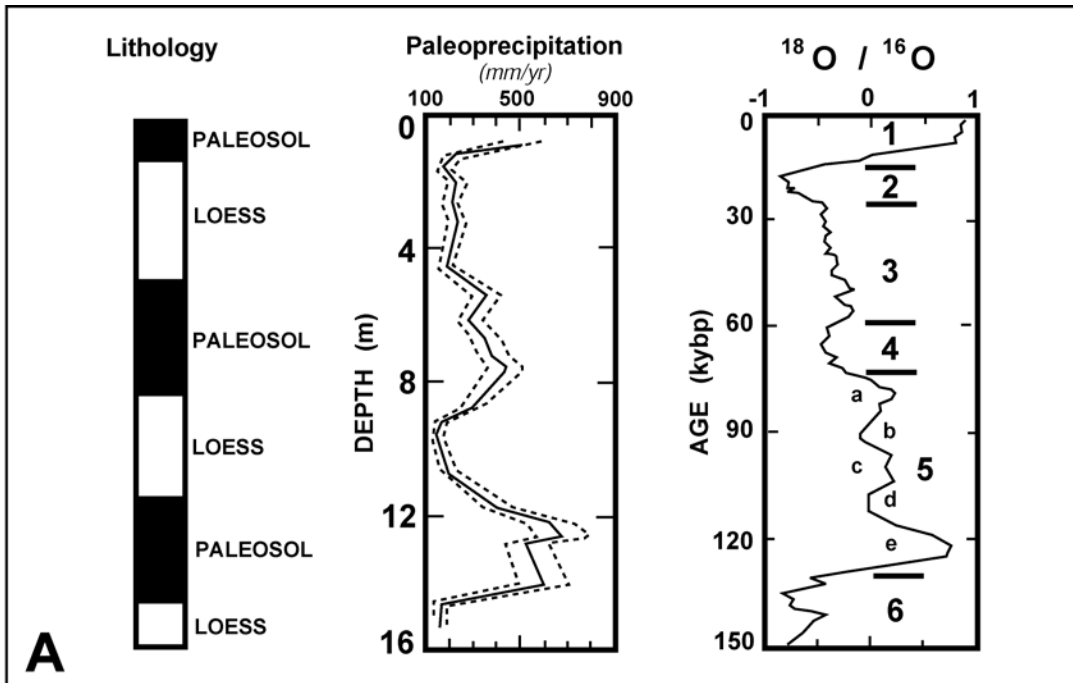 Lithology
PALEOSOL
LOESS
PALEOSOL
LOESS
PALEOSOL
LOESS
A
Paleoprecipitation
(mm/yr)
100 500 900
DEPTH (m)
0
4
8
12
16
18O / 16O
-1 0 1
AGE (kybp)
0
30
60
90
120
150
1
2
3
4
a
b
5
c
d
e
6